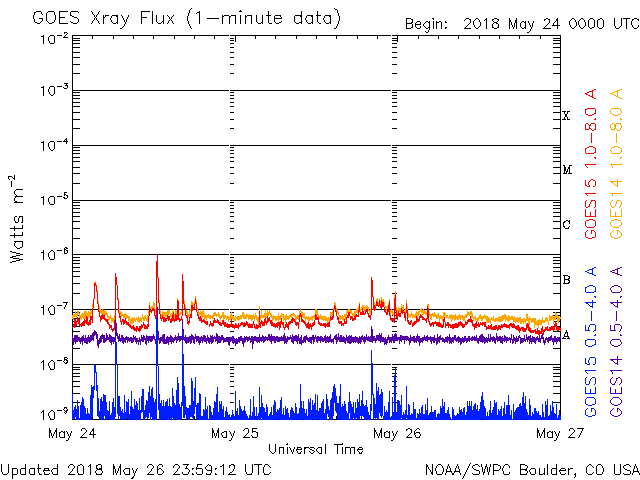 GOES Xray Flux (1-minute data)
Begin: 2018 May 24 0000 UTC
10⁻²
10⁻³
10⁻⁴
10⁻⁵
10⁻⁶
10⁻⁷
10⁻⁸
10⁻⁹
Watts m⁻²
X
M
C
B
A
GOES15 1.0-8.0 A
GOES14 1.0-8.0 A
GOES15 0.5-4.0 A
GOES14 0.5-4.0 A
May 24
May 25
May 26
May 27
Universal Time
Updated 2018 May 26 23:59:12 UTC
NOAA/SWPC Boulder, CO USA